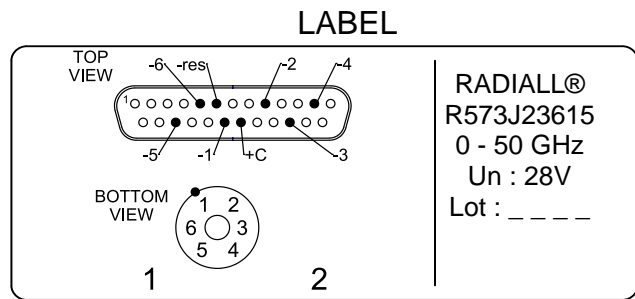 LABEL
TOP
VIEW
-6 -res -2 -4
1
-5 -1 +C -3
BOTTOM
VIEW
1 2
6 3
5 4
1 2
RADIALL®
R573J23615
0 - 50 GHz
Un : 28V
Lot : _ _ _ _